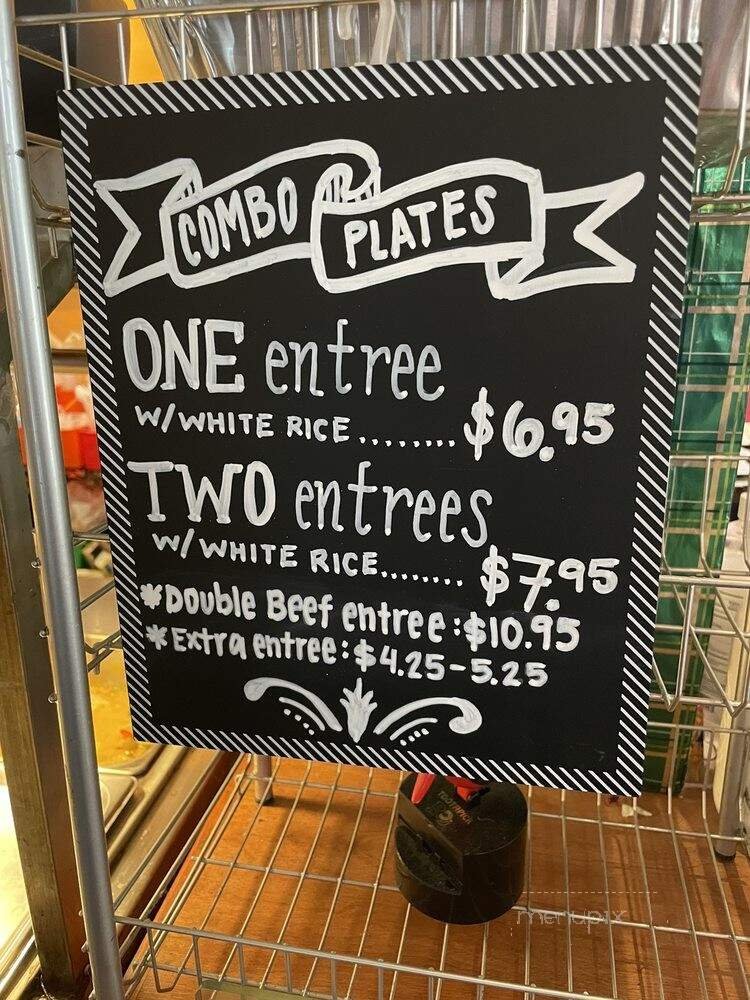 COMBO PLATES
ONE entree
W/WHITE RICE........$6.95
TWO entrees
W/WHITE RICE........$7.95
*Double Beef entree:$10.95
*Extra entree:$4.25-5.25
menupix